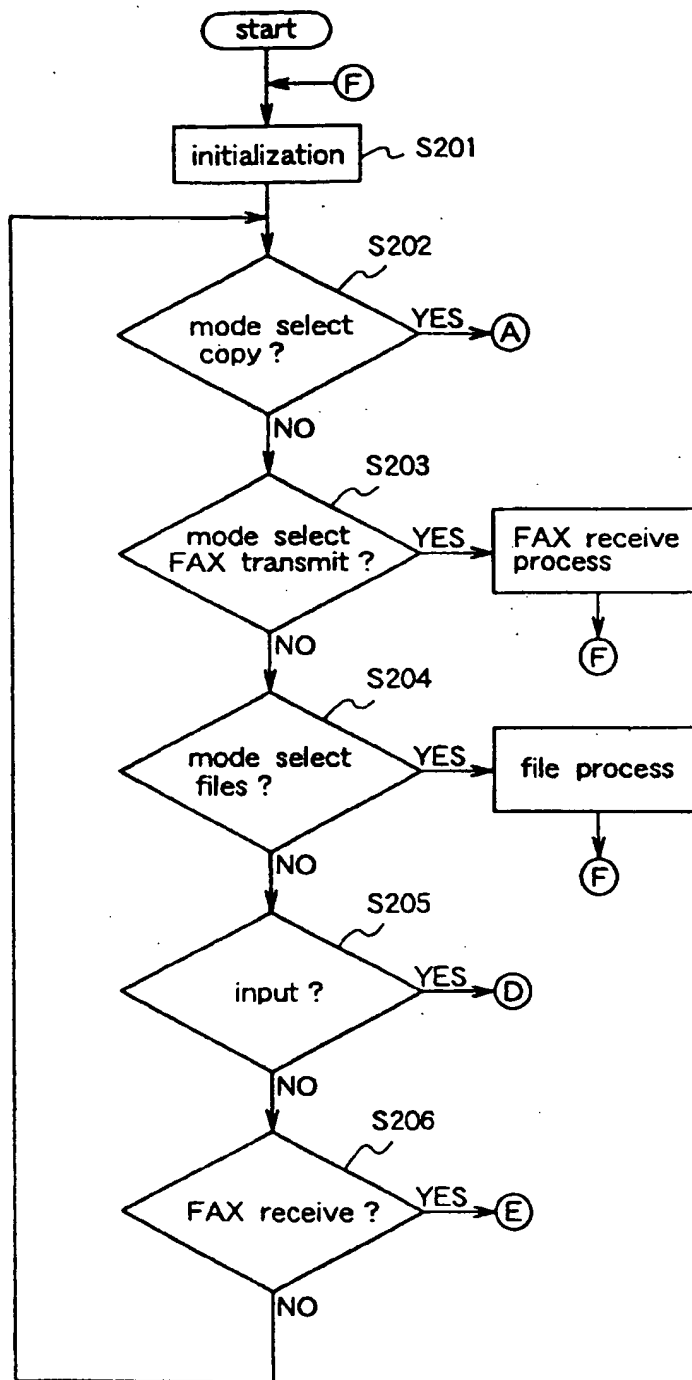 start
F
initialization
S201
S202
mode select
copy ?
YES
A
NO
S203
mode select
FAX transmit ?
YES
FAX receive
process
NO
F
S204
mode select
files ?
YES
file process
NO
F
S205
input ?
YES
D
NO
S206
FAX receive ?
YES
E
NO